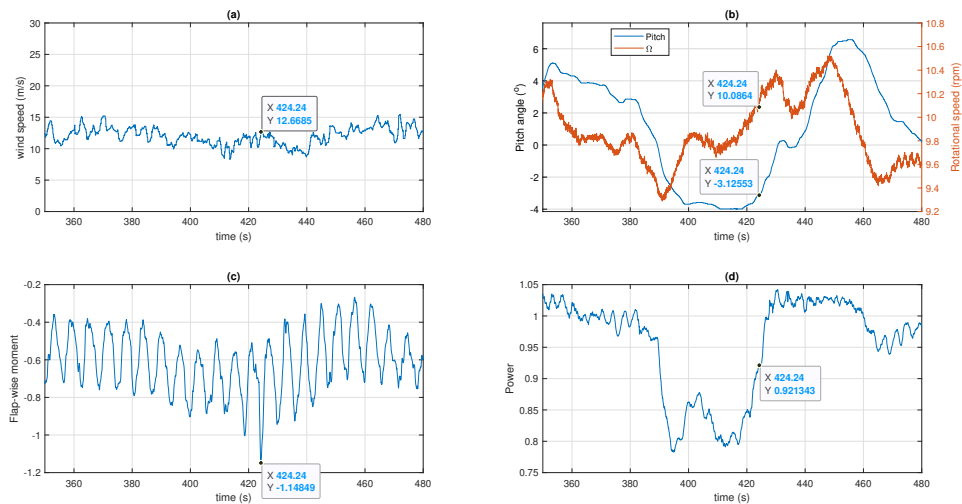 (a)
30
25
20
15
10
5
0
wind speed (m/s)
X 424.24
Y 12.6685
360 380 400 420 440 460 480
time (s)
(b)
Pitch
Ω
6
4
2
0
-2
-4
Pitch angle (°)
10.8
10.6
10.4
10.2
10
9.8
9.6
9.4
9.2
Rotational speed (rpm)
X 424.24
Y 10.0864
X 424.24
Y -3.12553
360 380 400 420 440 460 480
time (s)
(c)
-0.2
-0.4
-0.6
-0.8
-1
-1.2
Flap-wise moment
X 424.24
Y -1.14849
360 380 400 420 440 460 480
time (s)
(d)
1.05
1
0.95
0.9
0.85
0.8
0.75
Power
X 424.24
Y 0.921343
360 380 400 420 440 460 480
time (s)